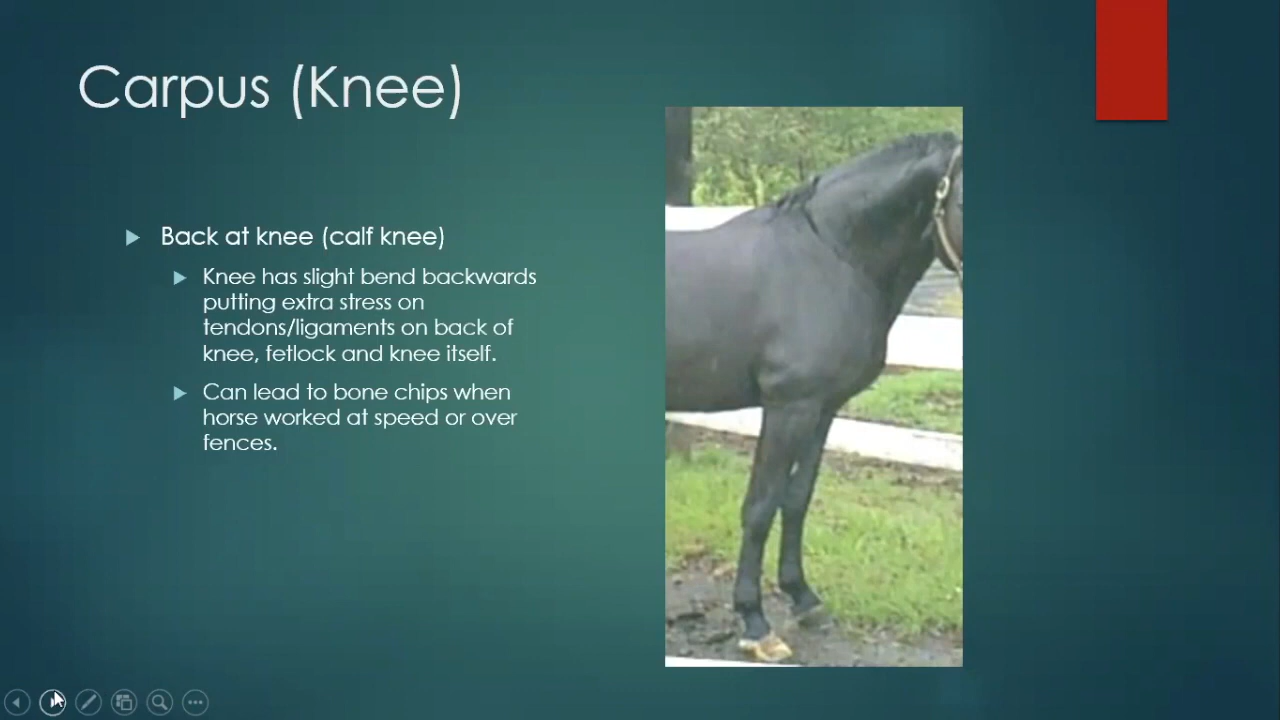 Carpus (Knee)
Back at knee (calf knee)
Knee has slight bend backwards
putting extra stress on
tendons/ligaments on back of
knee, fetlock and knee itself.
Can lead to bone chips when
horse worked at speed or over
fences.